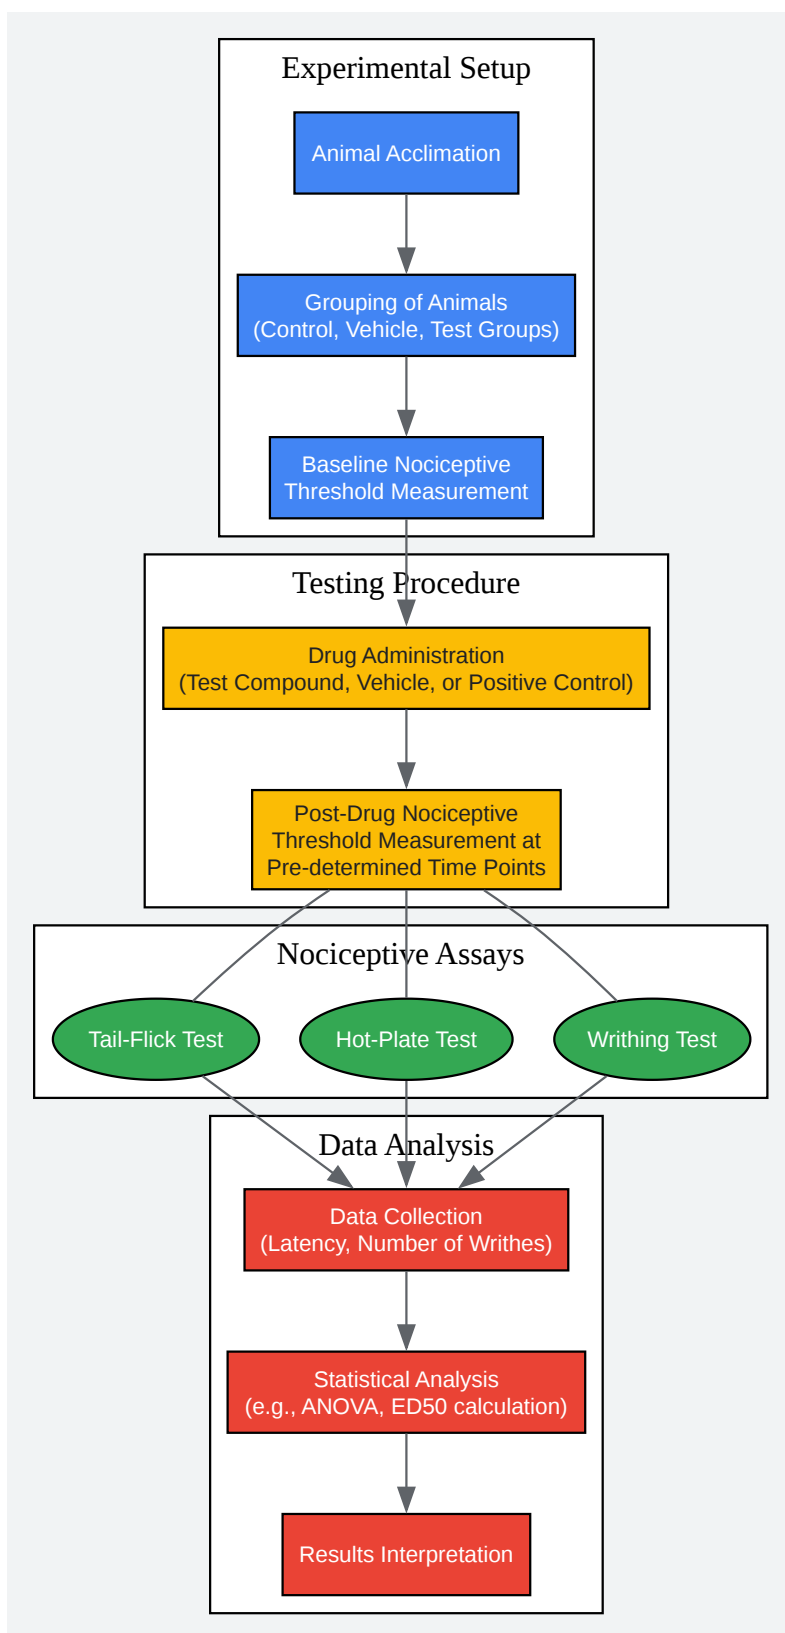 Experimental Setup
Animal Acclimation
Grouping of Animals
(Control, Vehicle, Test Groups)
Baseline Nociceptive
Threshold Measurement
Testing Procedure
Drug Administration
(Test Compound, Vehicle, or Positive Control)
Post-Drug Nociceptive
Threshold Measurement at
Pre-determined Time Points
Nociceptive Assays
Tail-Flick Test
Hot-Plate Test
Writhing Test
Data Analysis
Data Collection
(Latency, Number of Writhes)
Statistical Analysis
(e.g., ANOVA, ED50 calculation)
Results Interpretation